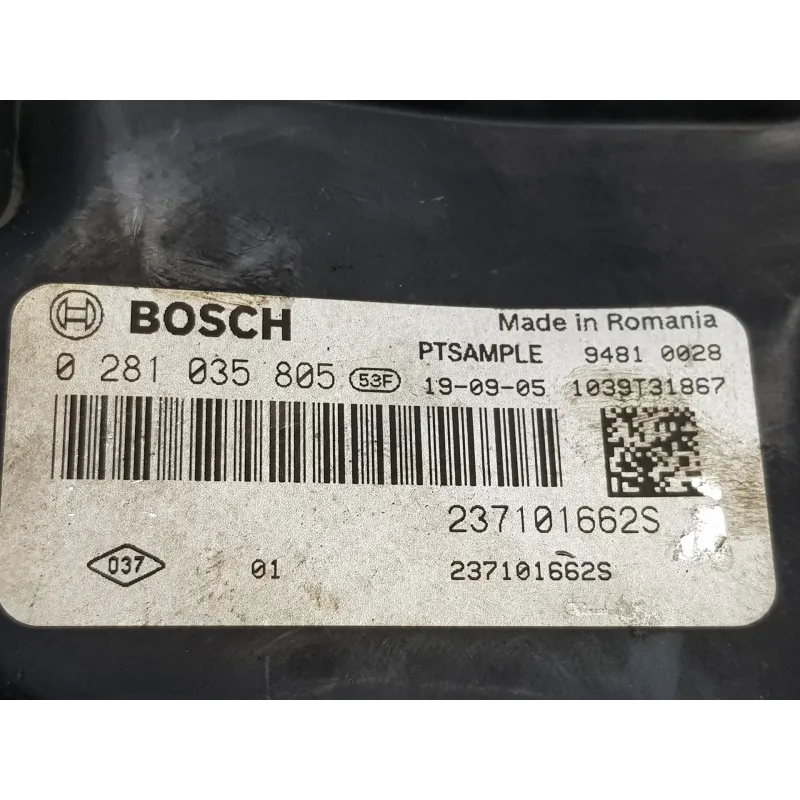 BOSCH Made in Romania
0 281 035 805 53F PTSAMPLE 9481 0028
19-09-05 1039T31867
237101662S
037 01 237101662S